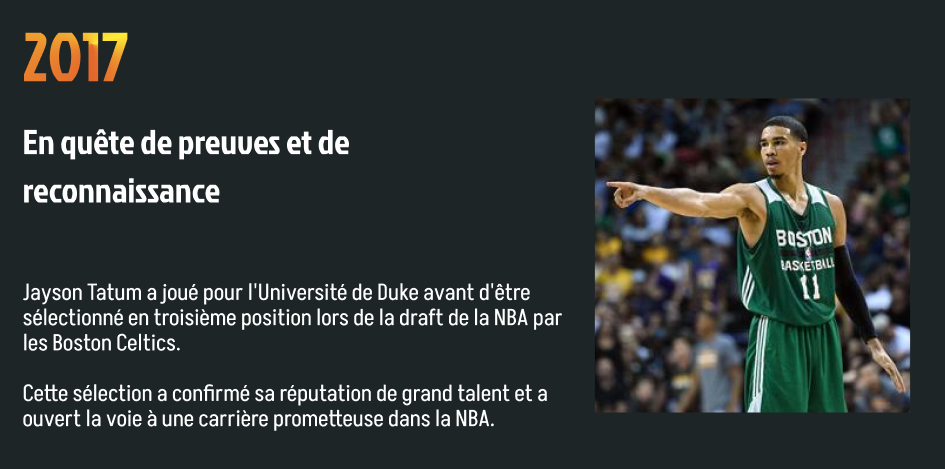 2017
En quête de preuves et de
reconnaissance
Jayson Tatum a joué pour l'Université de Duke avant d'être
sélectionné en troisième position lors de la draft de la NBA par
les Boston Celtics.
Cette sélection a confirmé sa réputation de grand talent et a
ouvert la voie à une carrière prometteuse dans la NBA.
BOSTON
BASKETBALL
11